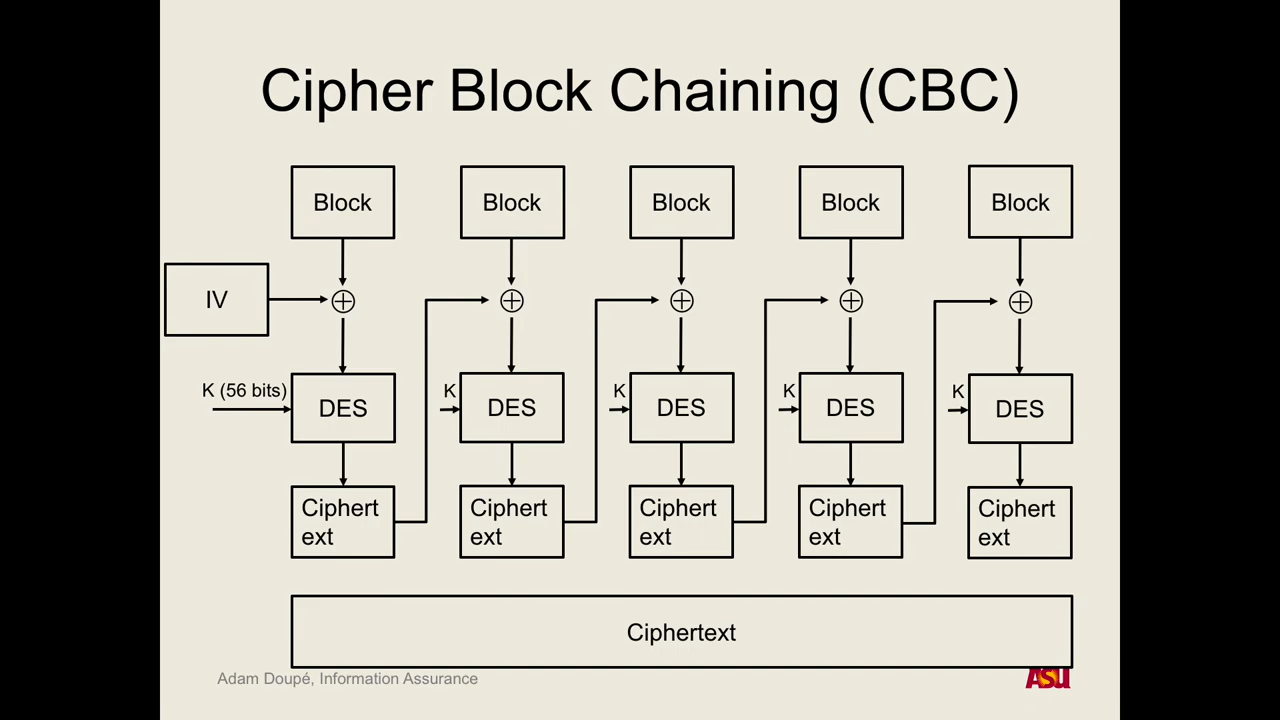 Cipher Block Chaining (CBC)
Block Block Block Block Block
IV
K (56 bits) K K K K
DES DES DES DES DES
Ciphert Ciphert Ciphert Ciphert Ciphert
ext ext ext ext ext
Ciphertext
Adam Doupé, Information Assurance
ASU